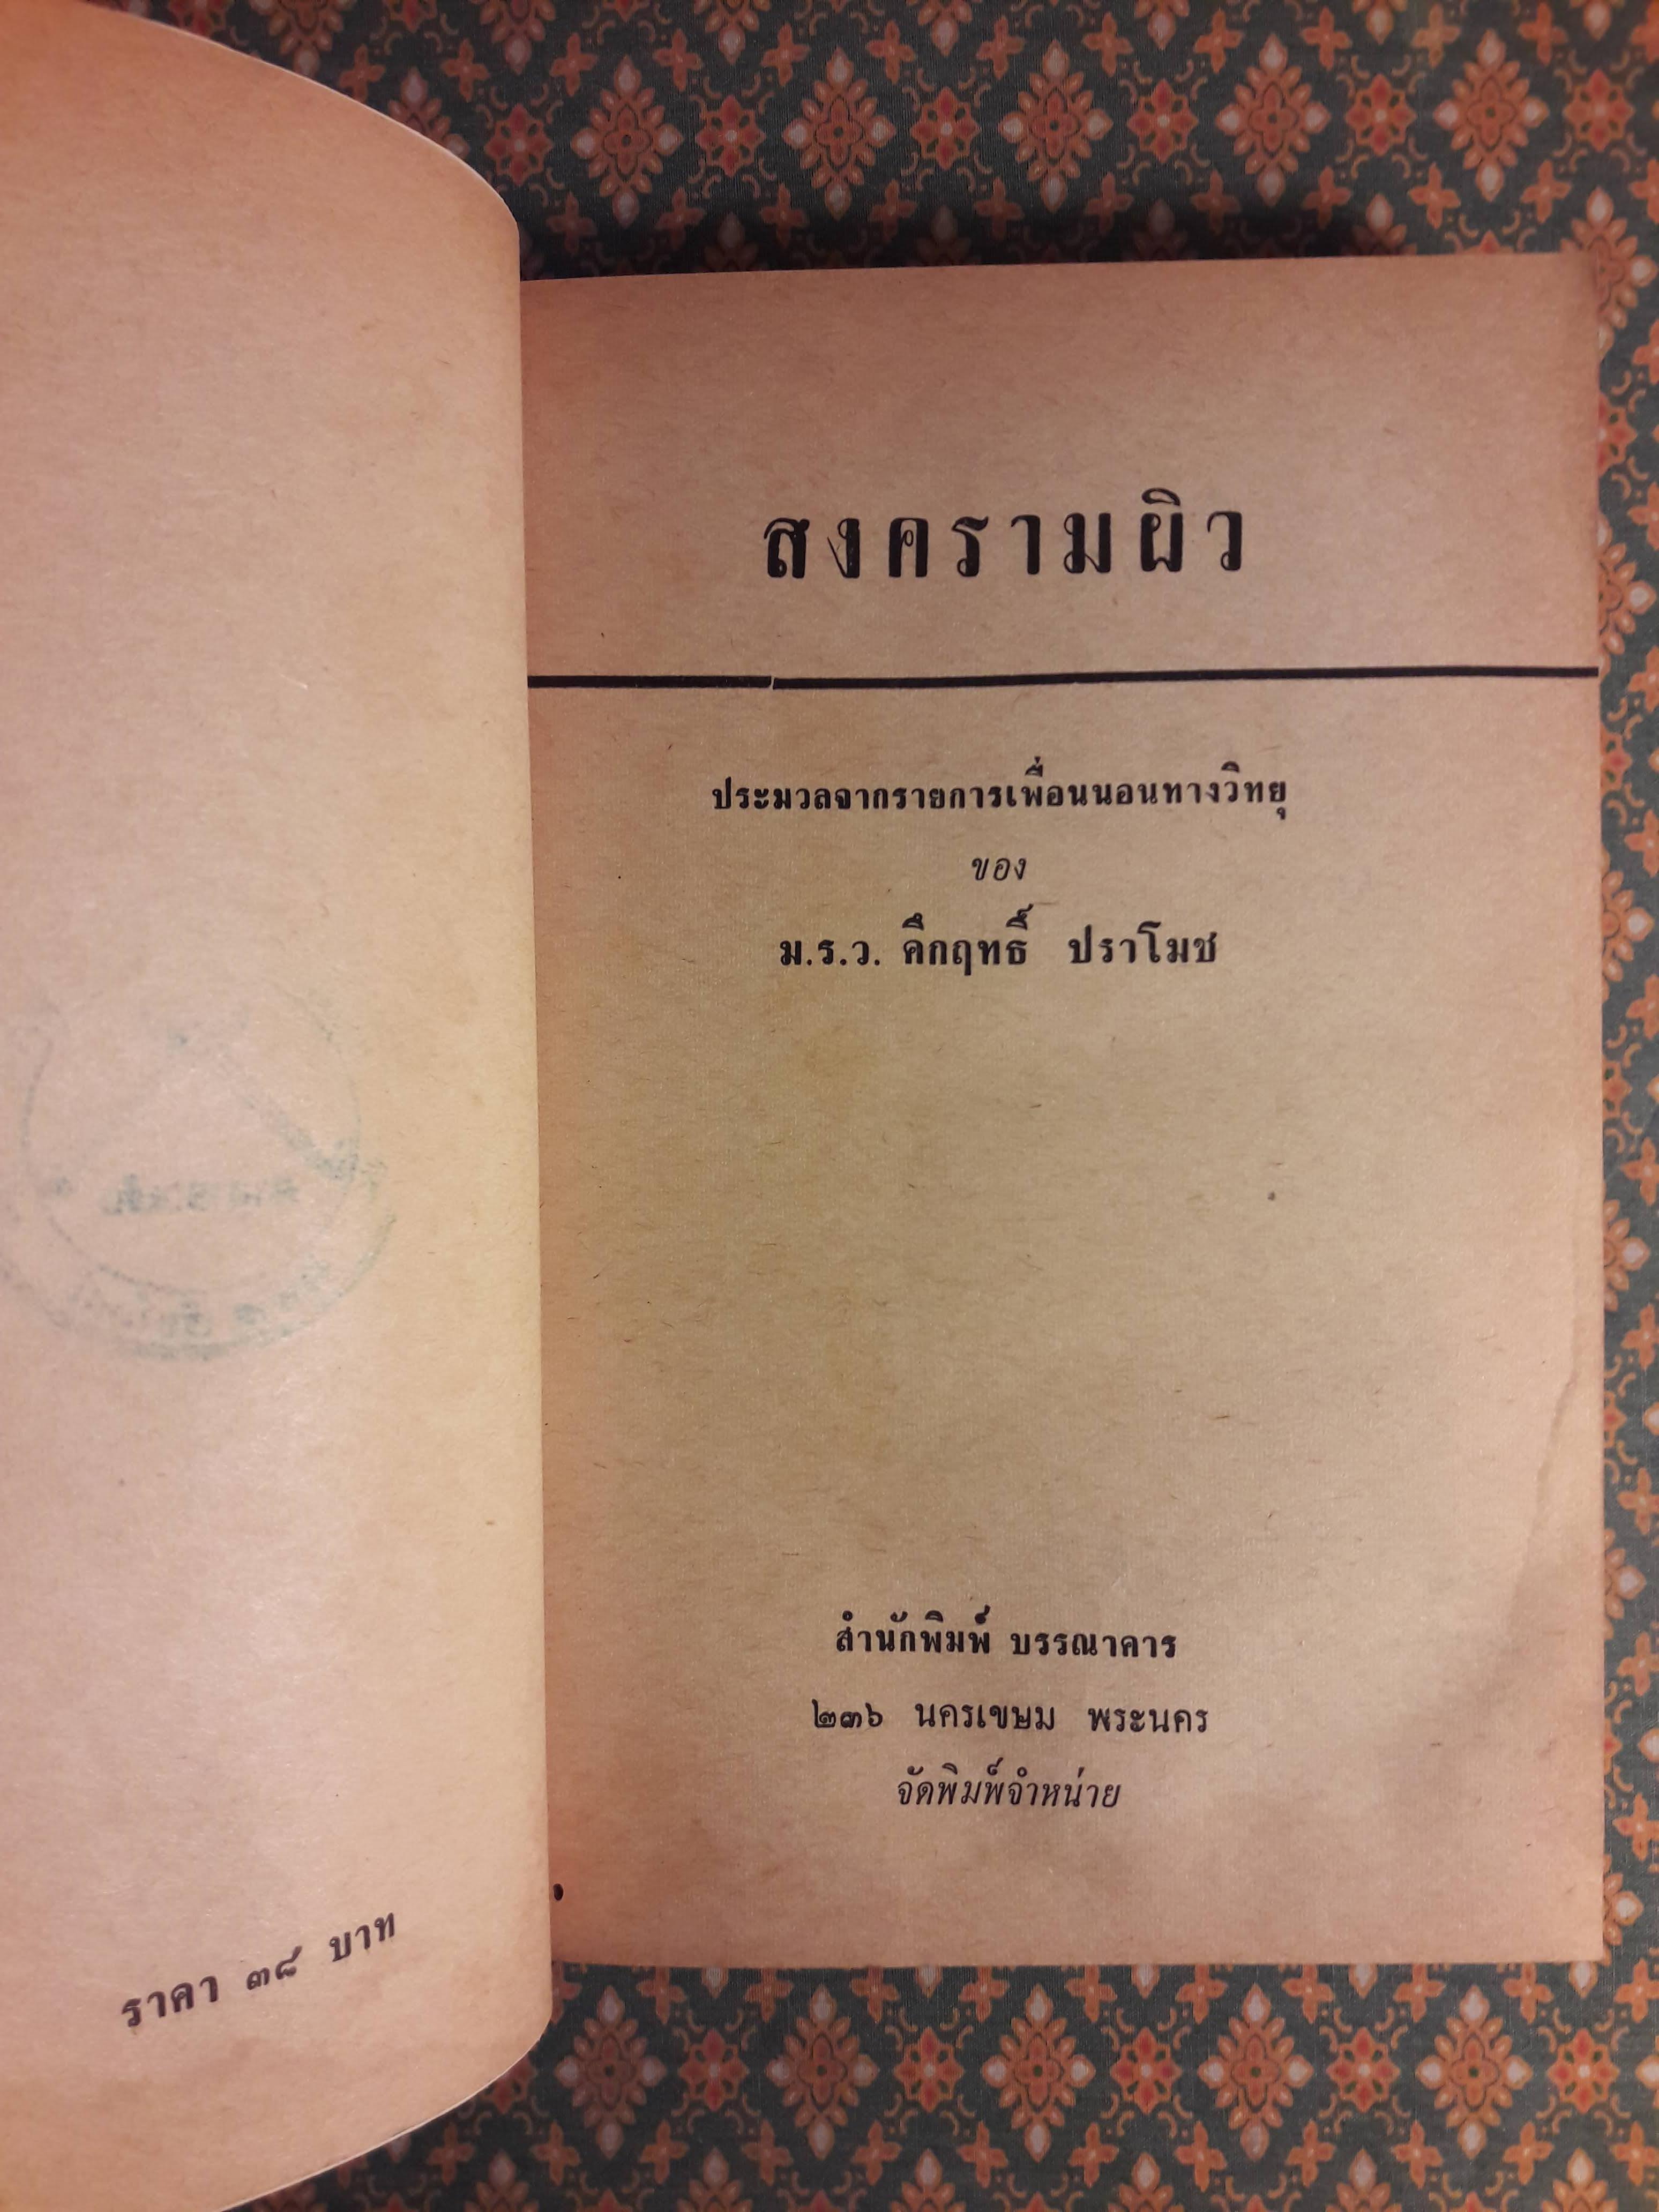 ราคา ๓๘ บาท
สงครามผิว
ประมวลจากรายการเพื่อนนอนทางวิทยุ
ของ
ม.ร.ว. คึกฤทธิ์ ปราโมช
สำนักพิมพ์ บรรณาคาร
๒๓๖ นครเขษม พระนคร
จัดพิมพ์จำหน่าย